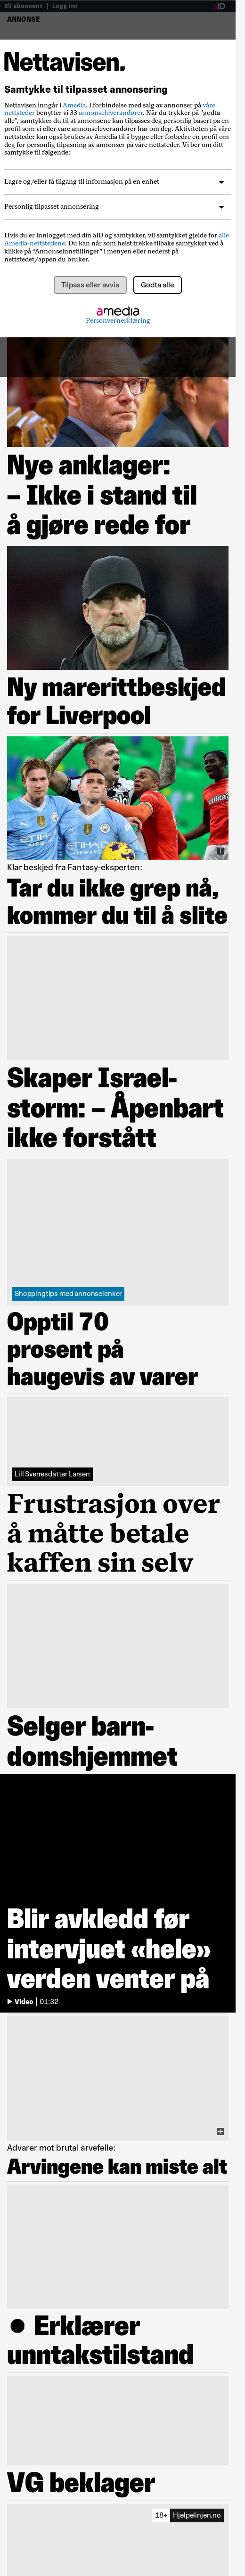 Bli abonnent | Logg inn
aID
ANNONSE
Nettavisen.
Samtykke til tilpasset annonsering
Nettavisen inngår i Amedia. I forbindelse med salg av annonser på våre
nettsteder benytter vi 33 annonseleverandører. Når du trykker på "godta
alle", samtykker du til at annonsene kan tilpasses deg personlig basert på en
profil som vi eller våre annonseleverandører har om deg. Aktiviteten på våre
nettsteder kan også brukes av Amedia til å bygge eller forbedre en profil om
deg for personlig tilpasning av annonser på våre nettsteder. Vi ber om ditt
samtykke til følgende:
Lagre og/eller få tilgang til informasjon på en enhet
Personlig tilpasset annonsering
Hvis du er innlogget med din aID og samtykker, vil samtykket gjelde for alle
Amedia-nettstedene. Du kan når som helst trekke tilbake samtykket ved å
klikke på “Annonseinnstillinger” i menyen eller nederst på
nettstedet/appen du bruker.
Tilpass eller avvis
Godta alle
amedia
Personvernerklæring
Nye anklager:
– Ikke i stand til
å gjøre rede for
Ny marerittbeskjed
for Liverpool
Klar beskjed fra Fantasy-eksperten:
Tar du ikke grep nå,
kommer du til å slite
Skaper Israel-
storm: – Åpenbart
ikke forstått
Shoppingtips med annonselenker
Opptil 70
prosent på
haugevis av varer
Lill Sverresdatter Larsen
Frustrasjon over
å måtte betale
kaffen sin selv
Selger barn-
domshjemmet
Blir avkledd før
intervjuet «hele»
verden venter på
Video | 01:32
Advarer mot brutal arvefelle:
Arvingene kan miste alt
● Erklærer
unntakstilstand
VG beklager
18+ Hjelpelinjen.no